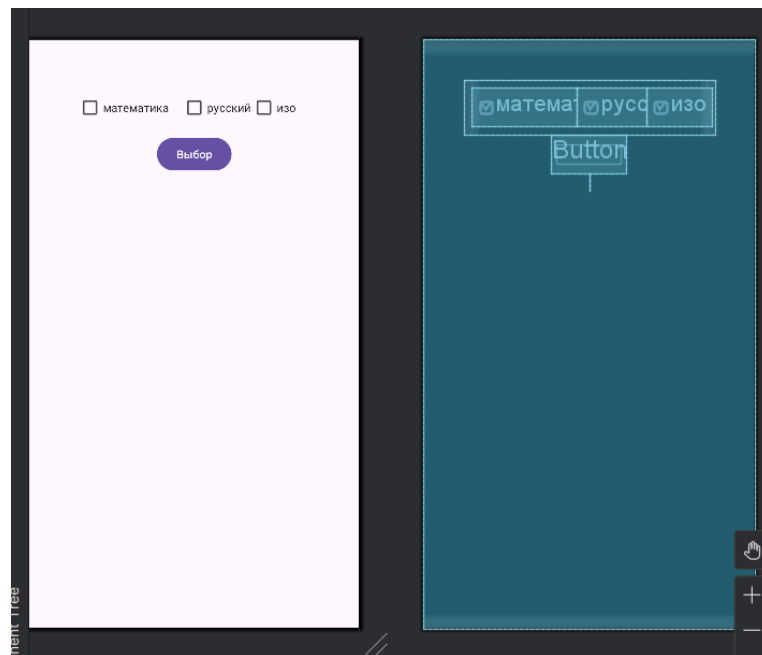 математика русский изо
Выбор
матема русс изо
Button
nent Tree